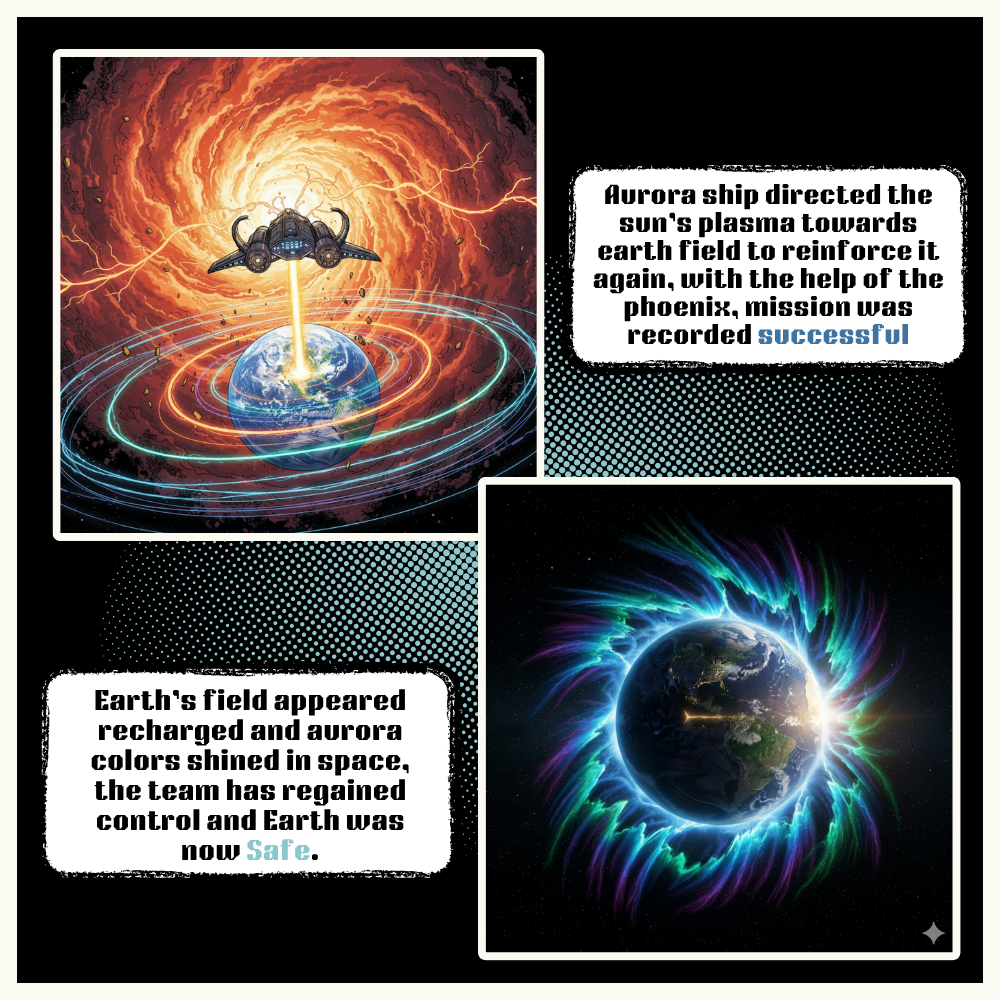 Aurora ship directed the
sun's plasma towards
earth field to reinforce it
again, with the help of the
phoenix, mission was
recorded successful
Earth's field appeared
recharged and aurora
colors shined in space,
the team has regained
control and Earth was
now Safe.